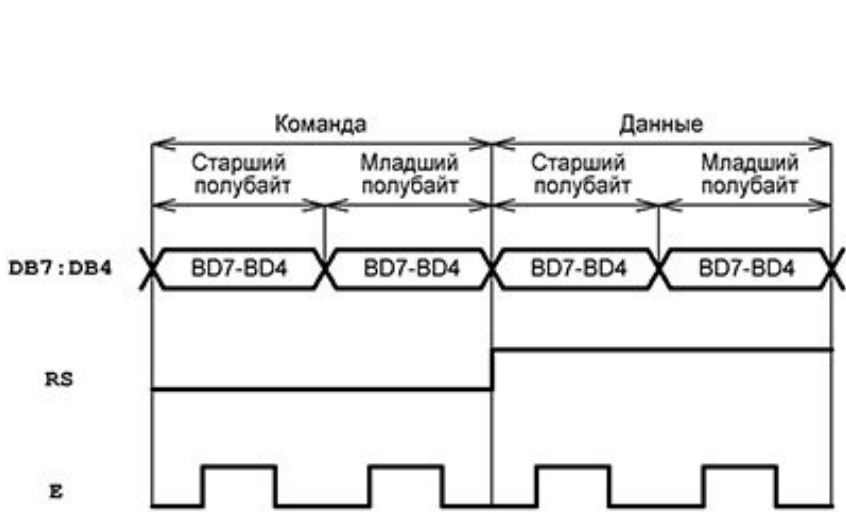 Команда Данные
Старший полубайт Младший полубайт Старший полубайт Младший полубайт
DB7:DB4 BD7-BD4 BD7-BD4 BD7-BD4 BD7-BD4
RS
E